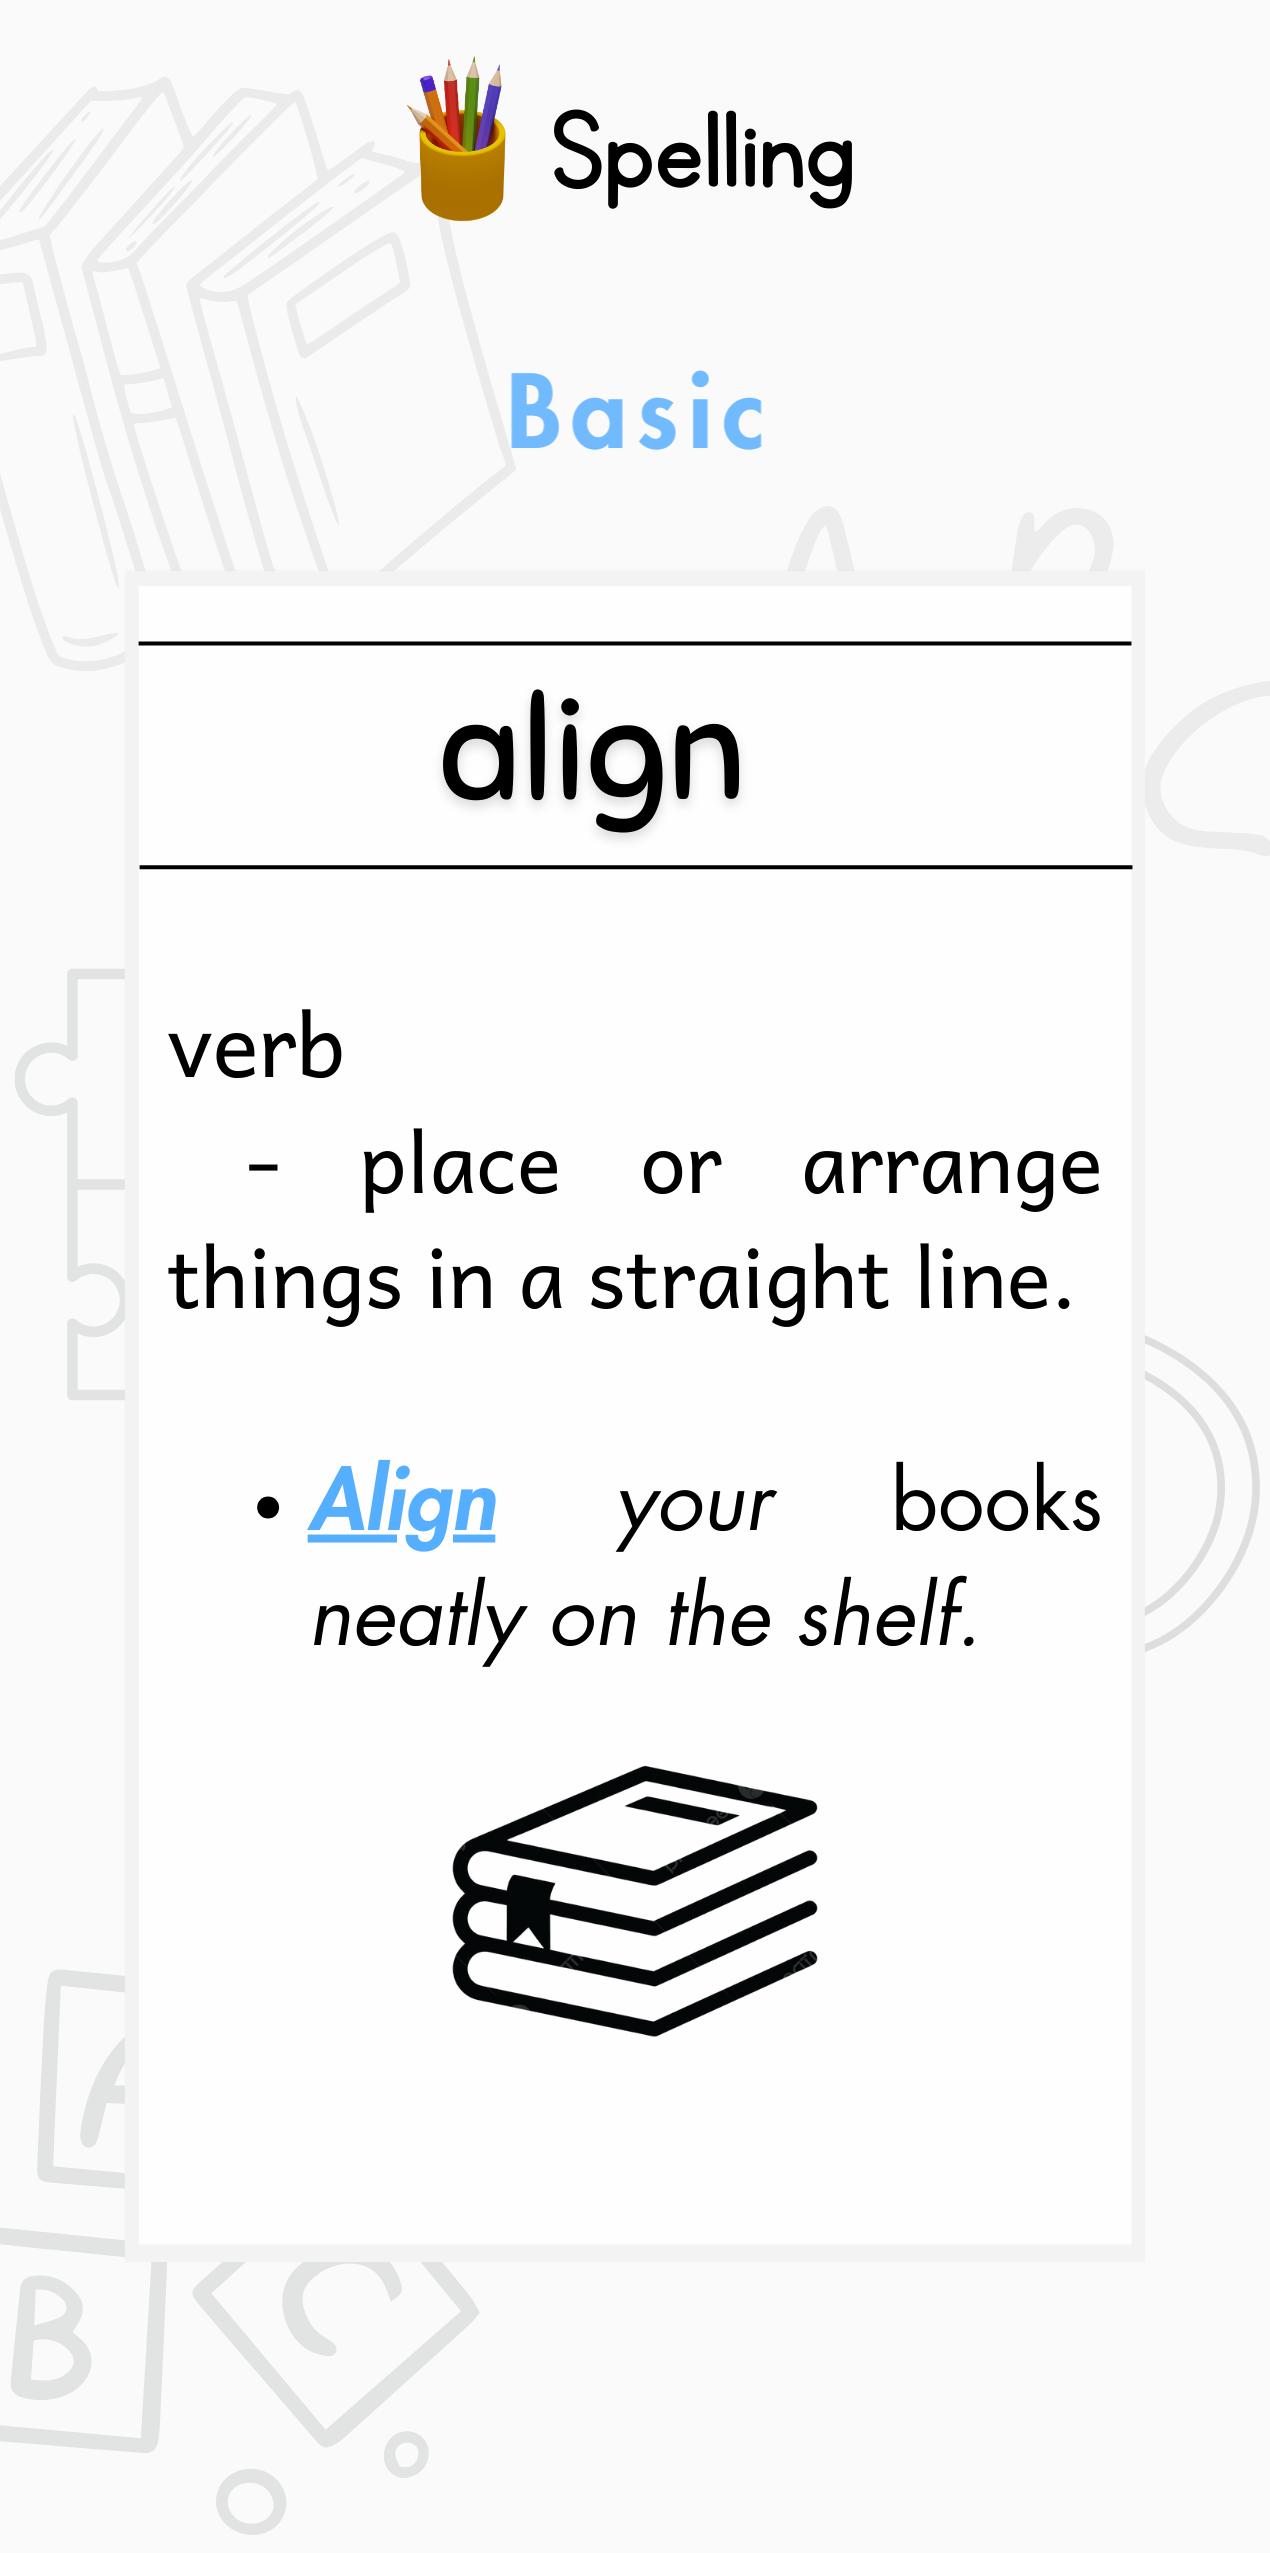 Spelling
Basic
align
verb
- place or arrange
things in a straight line.
• Align your books
neatly on the shelf.
A
B
C